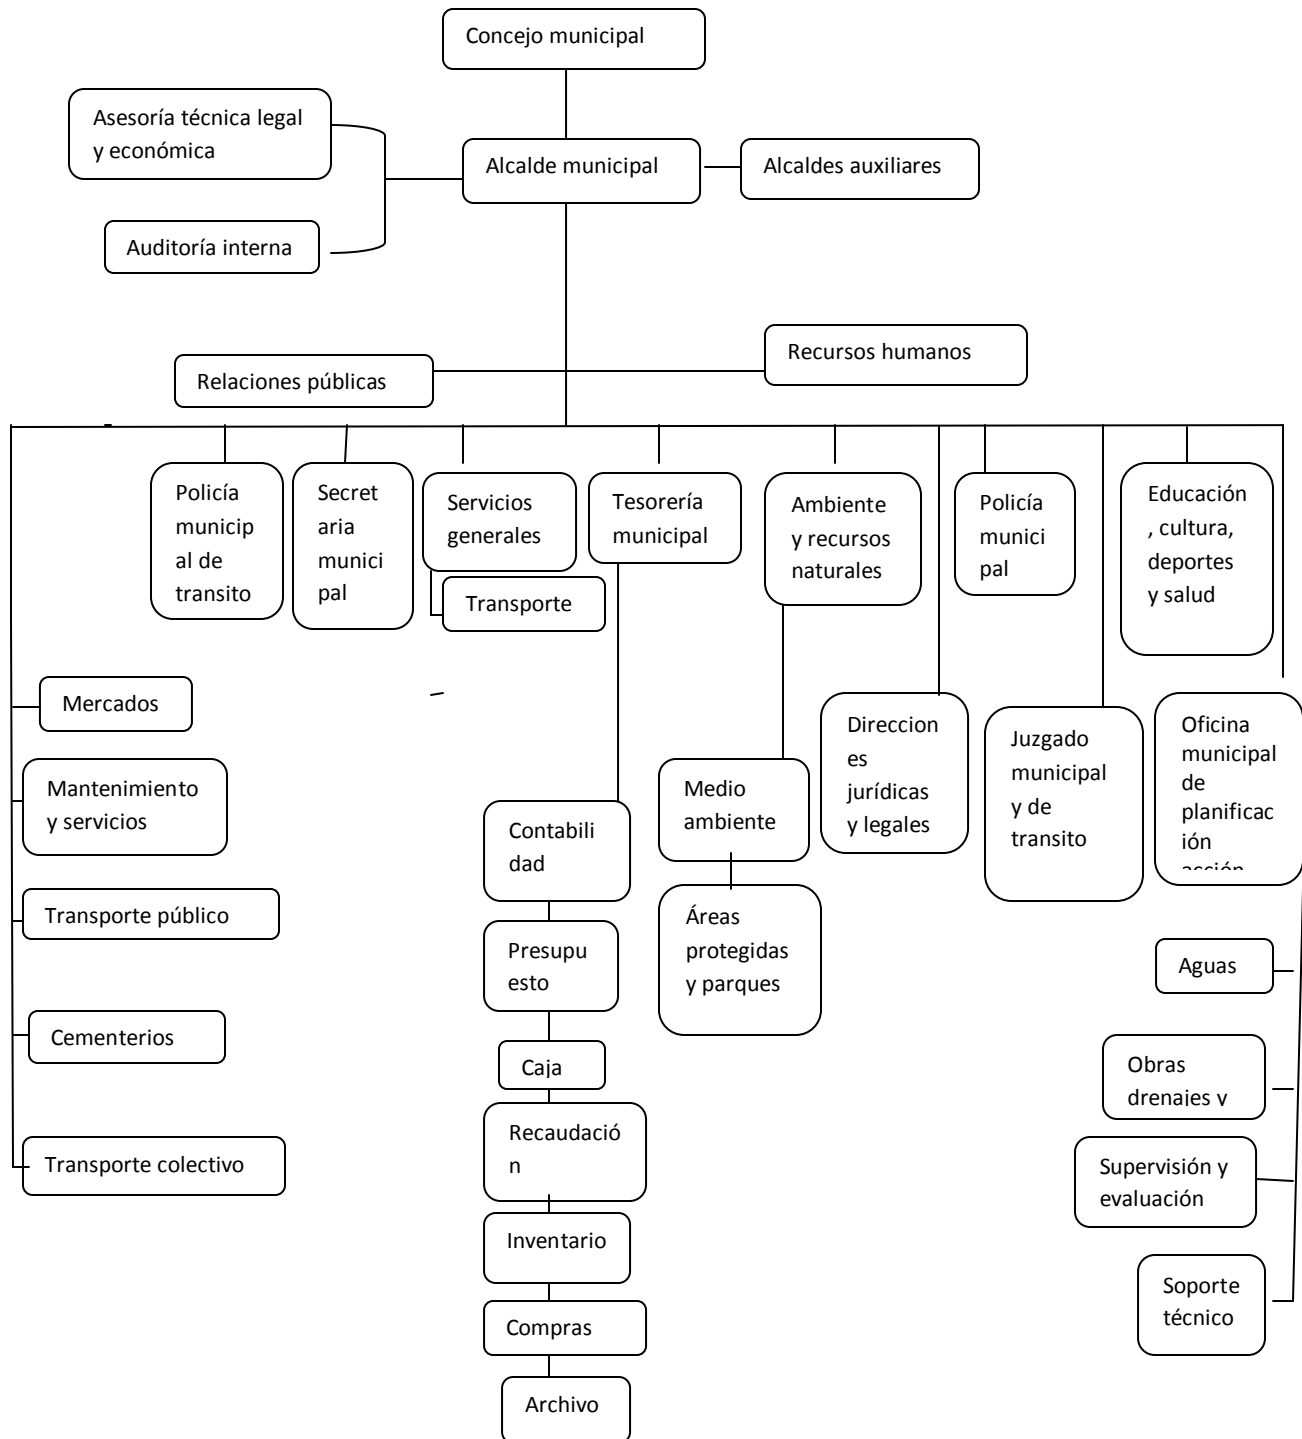 Concejo municipal
Asesoría técnica legal
y económica
Alcalde municipal
Alcaldes auxiliares
Auditoría interna
Recursos humanos
Relaciones públicas
Policía
municip
al de
transito
Secret
aria
munici
pal
Servicios
generales
Transporte
Tesorería
municipal
Ambiente
y recursos
naturales
Policía
munici
pal
Educación
, cultura,
deportes
y salud
Mercados
Mantenimiento
y servicios
Transporte público
Cementerios
Transporte colectivo
Contabili
dad
Presupu
esto
Caja
Recaudació
n
Inventario
Compras
Archivo
Medio
ambiente
Áreas
protegidas
y parques
Direccion
es
jurídicas
y legales
Juzgado
municipal
y de
transito
Oficina
municipal
de
planificac
ión
Aguas
Obras
drenajes y
Supervisión y
evaluación
Soporte
técnico